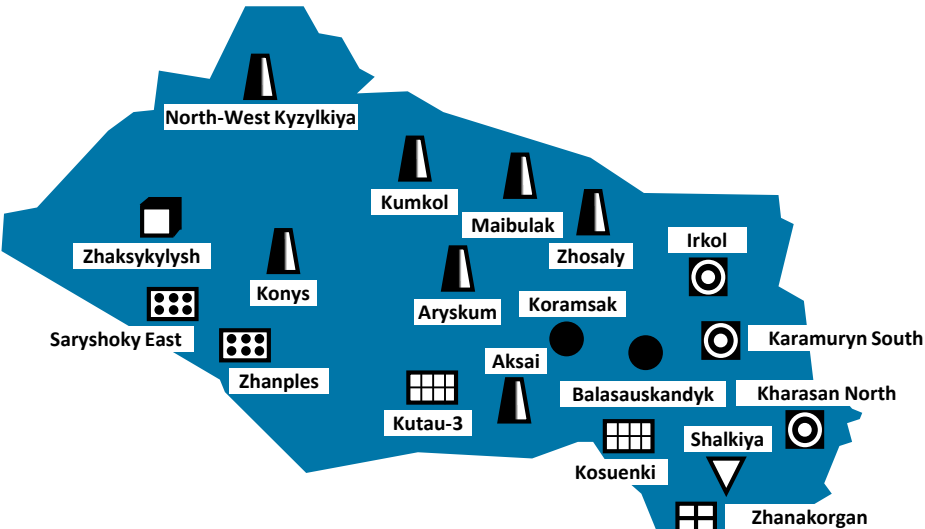 North-West Kyzylkiya
Kumkol
Maibulak
Irkol
Zhaksykylysh
Zhosaly
Konys
Koramsak
Aryskum
Saryshoky East
Karamuryn South
Aksai
Zhanples
Balasauskandyk
Kharasan North
Kutau-3
Shalkiya
Kosuenki
Zhanakorgan